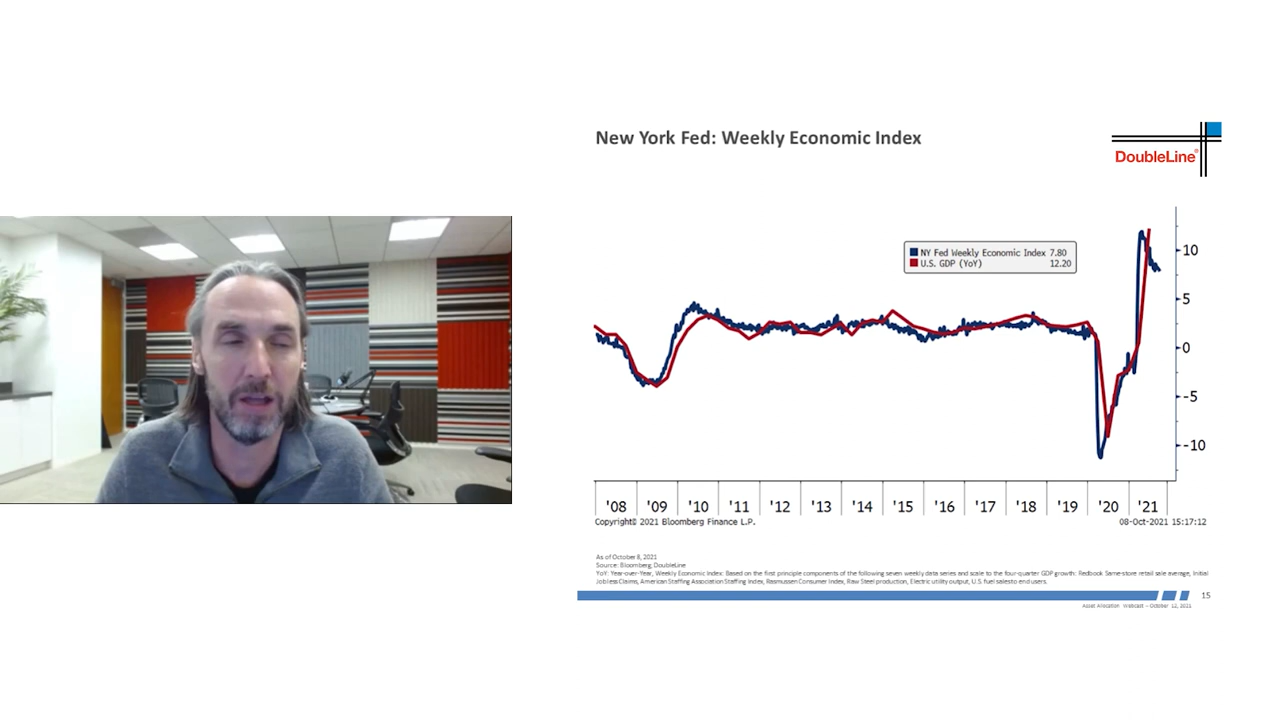 New York Fed: Weekly Economic Index
DoubleLine®
NY Fed Weekly Economic Index 7.80
U.S. GDP (YoY) 12.20
10
5
0
-5
-10
'08 '09 '10 '11 '12 '13 '14 '15 '16 '17 '18 '19 '20 '21
Copyright© 2021 Bloomberg Finance L.P. 08-Oct-2021 15:17:12
As of October 8, 2021
Source: Bloomberg, DoubleLine
YoY: Year-over-Year, Weekly Economic Index: Based on the first principle components of the following seven weekly data series and scale to the four-quarter GDP growth: Redbook Same-store retail sale average, Initial
Jobless Claims, American Staffing Association Staffing Index, Rasmussen Consumer Index, Raw Steel production, Electric utility output, U.S. fuel sales to end users.
15
Asset Allocation Webcast – October 12, 2021